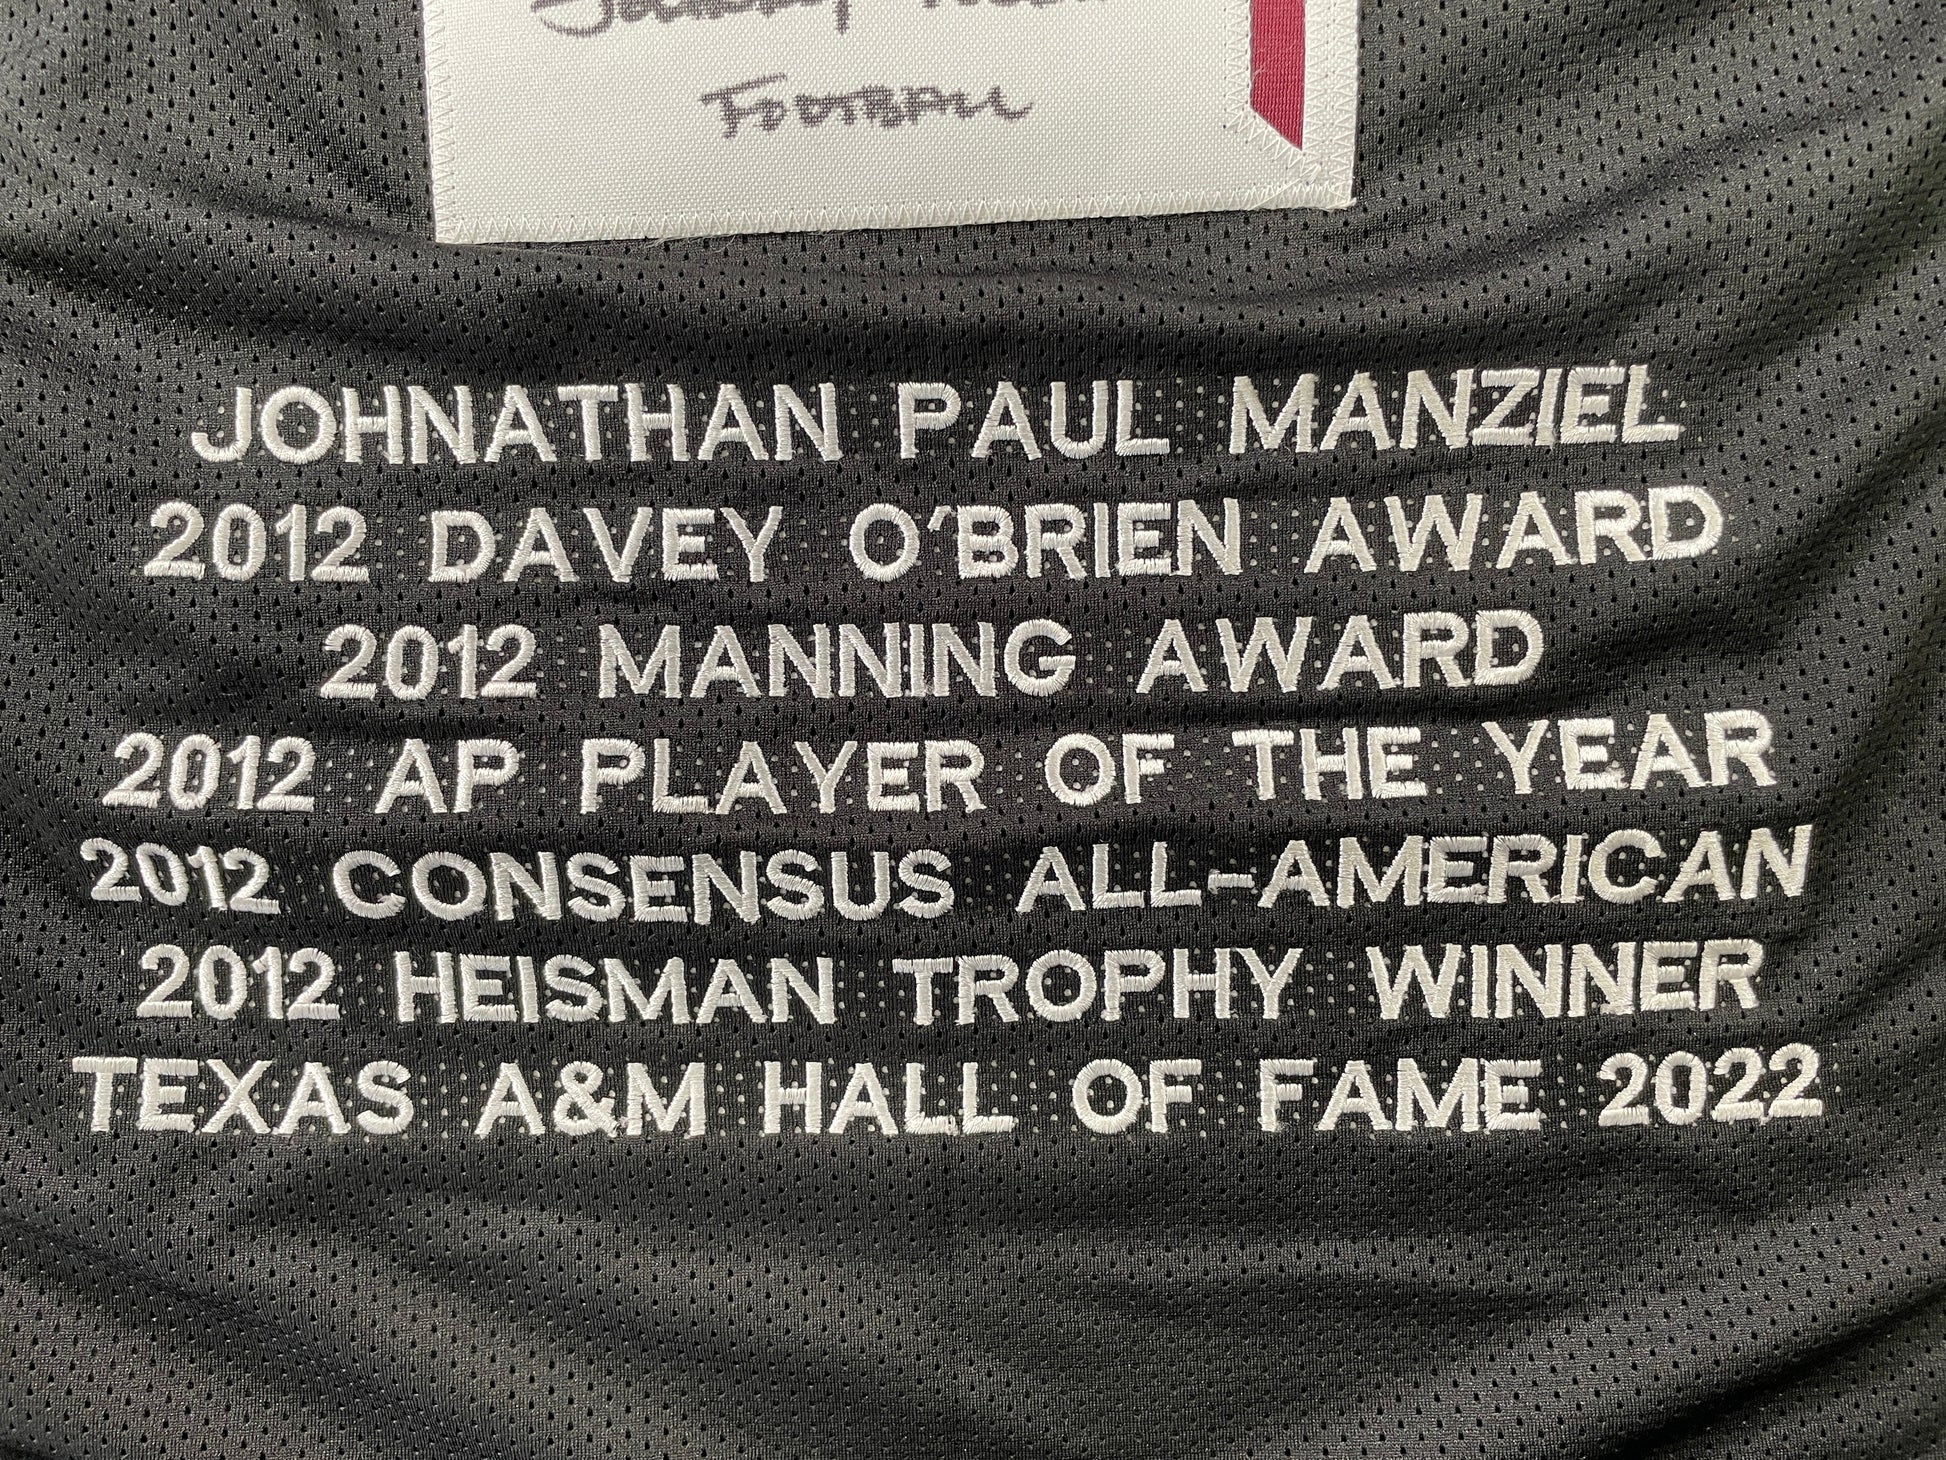 Football
JOHNATHAN PAUL MANZIEL
2012 DAVEY O'BRIEN AWARD
2012 MANNING AWARD
2012 AP PLAYER OF THE YEAR
2012 CONSENSUS ALL-AMERICAN
2012 HEISMAN TROPHY WINNER
TEXAS A&M HALL OF FAME 2022